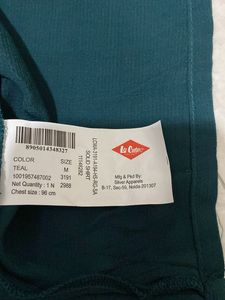 8905014348327
COLOR SIZE
TEAL M
1001957487002 3191
Net Quantity : 1 N 2988
Chest size : 96 cm
SOLID SHIRT
11140282
Lee Cooper
Mfg & Pkd By:
Silver Apparels
B-17, Sec-59, Noida-201307